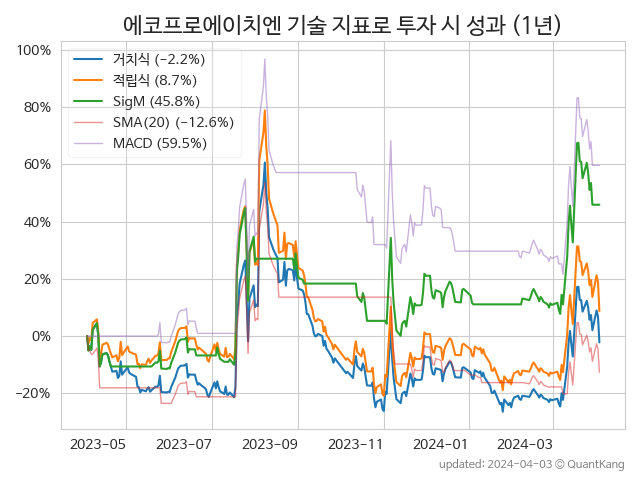 에코프로에이치엔 기술 지표로 투자 시 성과 (1년)
100%
80%
60%
40%
20%
0%
−20%
거치식 (−2.2%)
적립식 (8.7%)
SigM (45.8%)
SMA(20) (−12.6%)
MACD (59.5%)
2023-05 2023-07 2023-09 2023-11 2024-01 2024-03
updated: 2024-04-03 © QuantKang